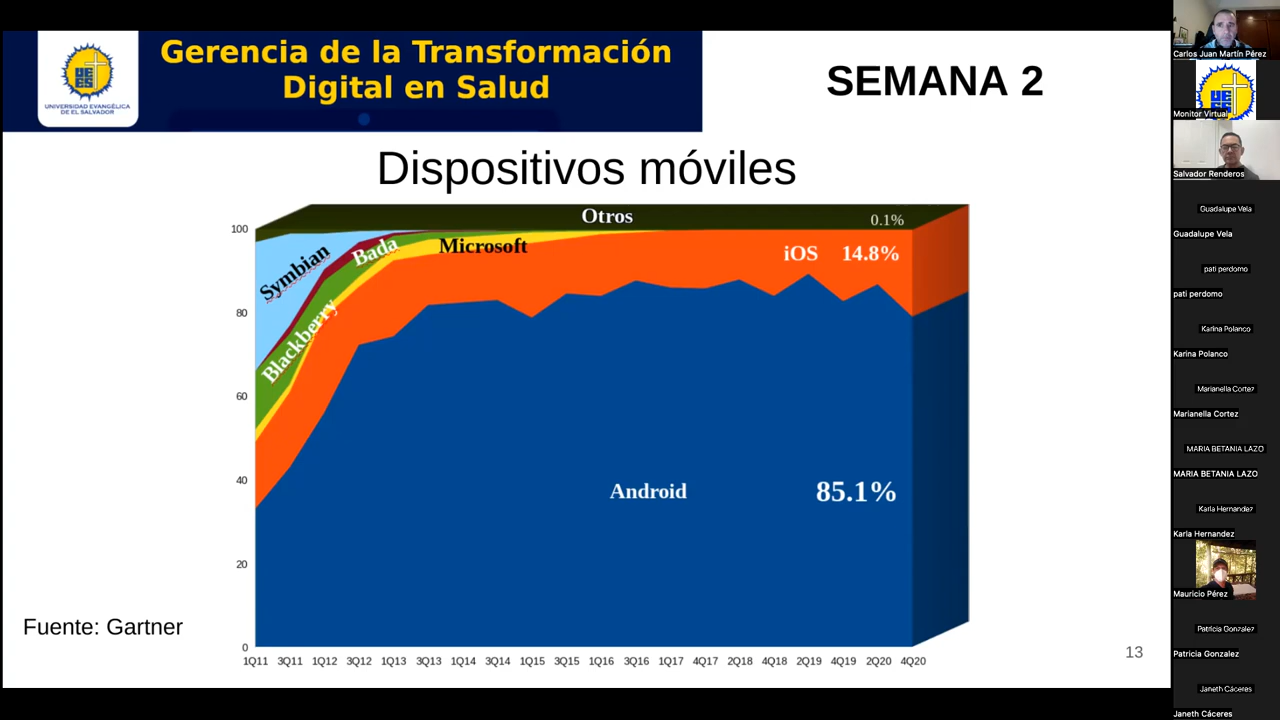 Gerencia de la Transformación
Digital en Salud
UNIVERSIDAD EVANGÉLICA
DE EL SALVADOR
SEMANA 2
Dispositivos móviles
Otros 0.1%
Symbian
Bada
Microsoft
iOS 14.8%
Blackberry
Android 85.1%
100
80
60
40
20
0
1Q11 3Q11 1Q12 3Q12 1Q13 3Q13 1Q14 3Q14 1Q15 3Q15 1Q16 3Q16 1Q17 4Q17 2Q18 4Q18 2Q19 4Q19 2Q20 4Q20
Fuente: Gartner
13
Carlos Juan Martín Pérez
Monitor Virtual
Salvador Renderos
Guadalupe Vela
Guadalupe Vela
pati perdomo
pati perdomo
Karina Polanco
Karina Polanco
Marianella Cortez
Marianella Cortez
MARIA BETANIA LAZO
MARIA BETANIA LAZO
Karla Hernandez
Karla Hernandez
Mauricio Pérez
Patricia Gonzalez
Patricia Gonzalez
Janeth Cáceres
Janeth Cáceres